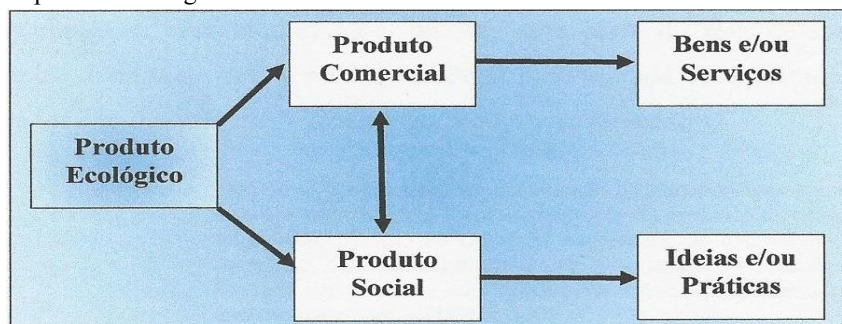 Produto
Comercial
Bens e/ou
Serviços
Produto
Ecológico
Produto
Social
Ideias e/ou
Práticas